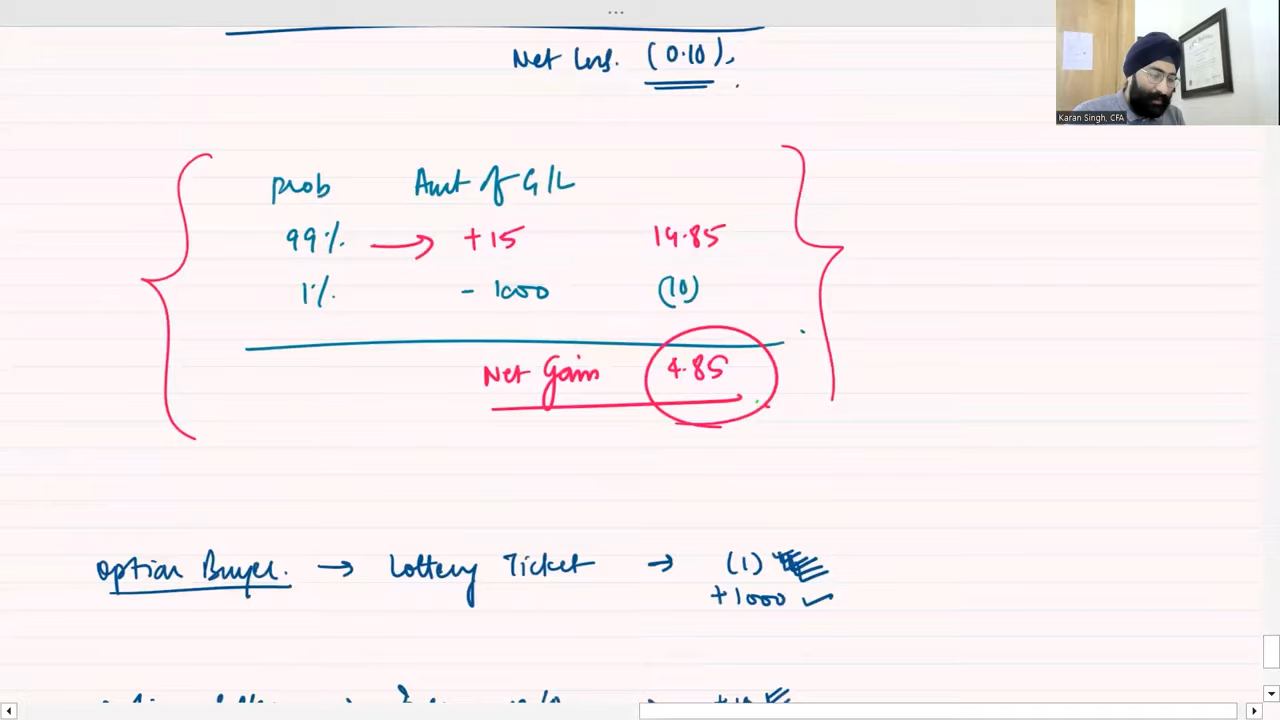 Net Loss. (0.10),
Karan Singh, CFA
prob Amt of G/L
99% → +15 14.85
1% - 1000 (10)
Net Gain 4.85
option Buyer. → Lottery Ticket → (1)
+1000 ✓